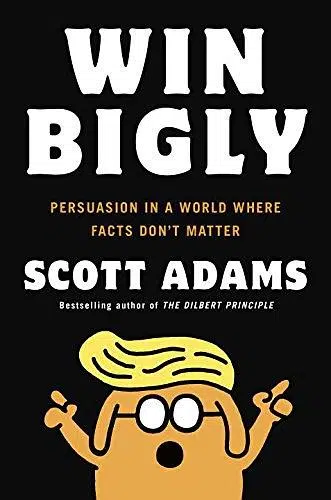 WIN
BIGLY
PERSUASION IN A WORLD WHERE
FACTS DON'T MATTER
SCOTT ADAMS
Bestselling author of THE DILBERT PRINCIPLE